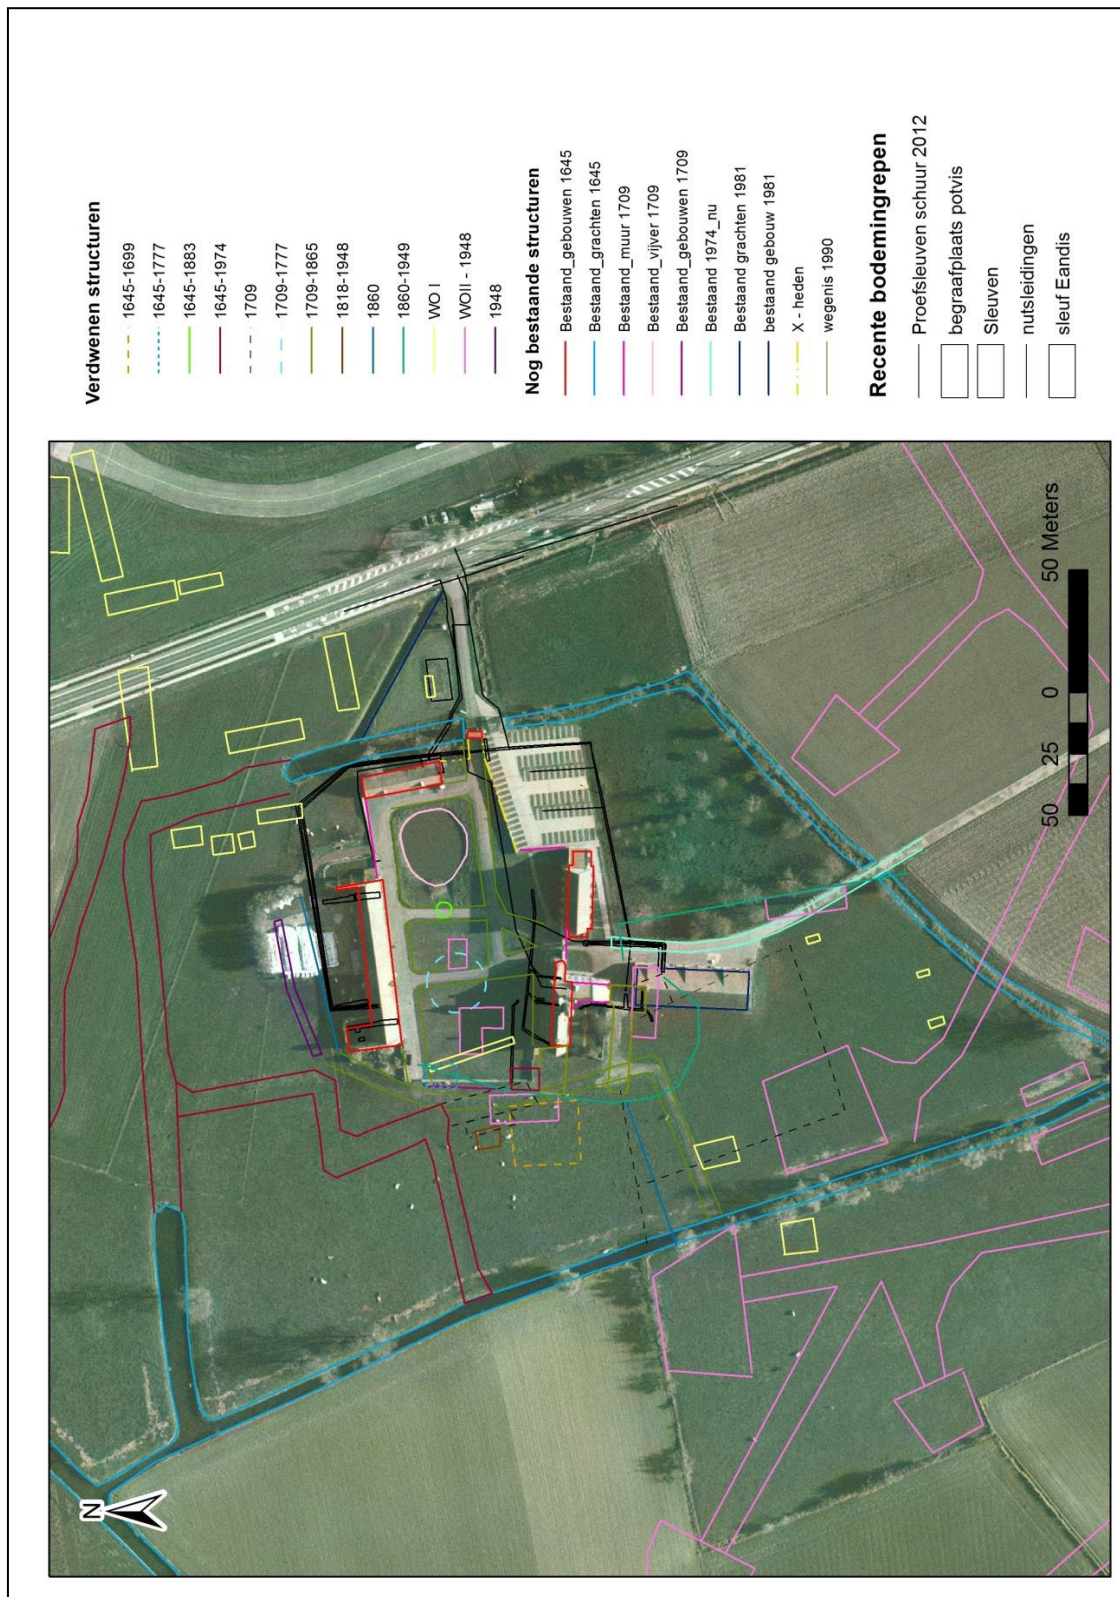 Verdwenen structuren
1645-1699
1645-1777
1645-1883
1645-1974
1709
1709-1777
1709-1865
1818-1948
1860
1860-1949
WO I
WOII - 1948
1948
Nog bestaande structuren
Bestaand_gebouwen 1645
Bestaand_grachten 1645
Bestaand_muur 1709
Bestaand_vijver 1709
Bestaand_gebouwen 1709
Bestaand 1974_nu
Bestaand grachten 1981
bestaand gebouw 1981
X - heden
wegenis 1990
Recente bodemingrepen
Proefsleuven schuur 2012
begraafplaats potvis
Sleuven
nutsleidingen
sleuf Eandis
N
50 25 0 50 Meters